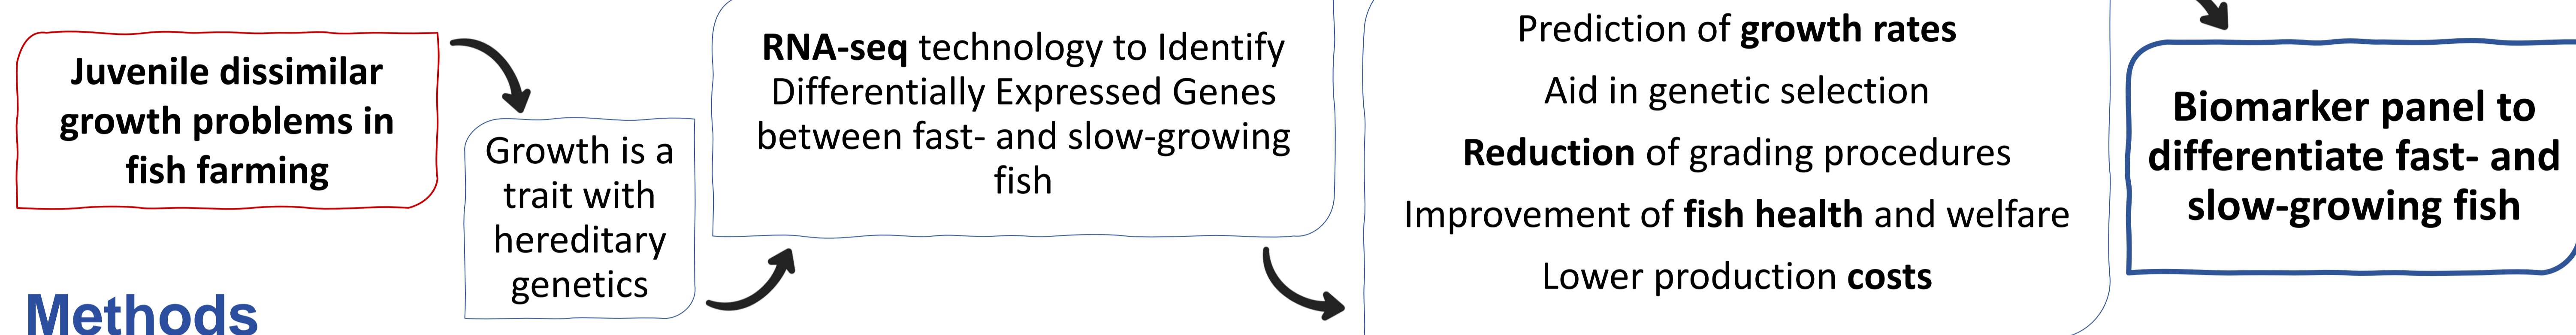 Juvenile dissimilar
growth problems in
fish farming
Growth is a
trait with
hereditary
genetics
RNA-seq technology to Identify
Differentially Expressed Genes
between fast- and slow-growing
fish
Prediction of growth rates
Aid in genetic selection
Reduction of grading procedures
Improvement of fish health and welfare
Lower production costs
Biomarker panel to
differentiate fast- and
slow-growing fish
Methods